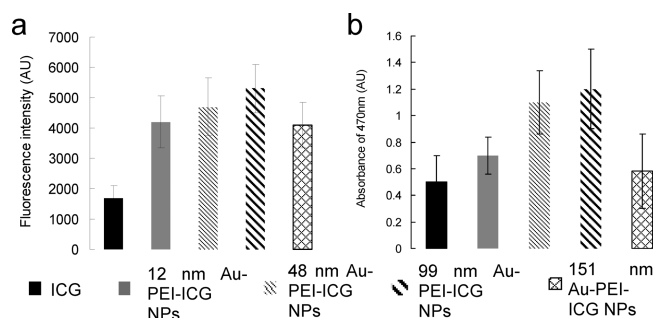 a
b
Fluorescence intensity (AU)
7000
6000
5000
4000
3000
2000
1000
0
Absorbance of 470nm (AU)
1.6
1.4
1.2
1
0.8
0.6
0.4
0.2
0
ICG
12 nm Au-
PEI-ICG
NPs
48 nm Au-
PEI-ICG
NPs
99 nm Au-
PEI-ICG
NPs
151 nm
Au-PEI-
ICG NPs